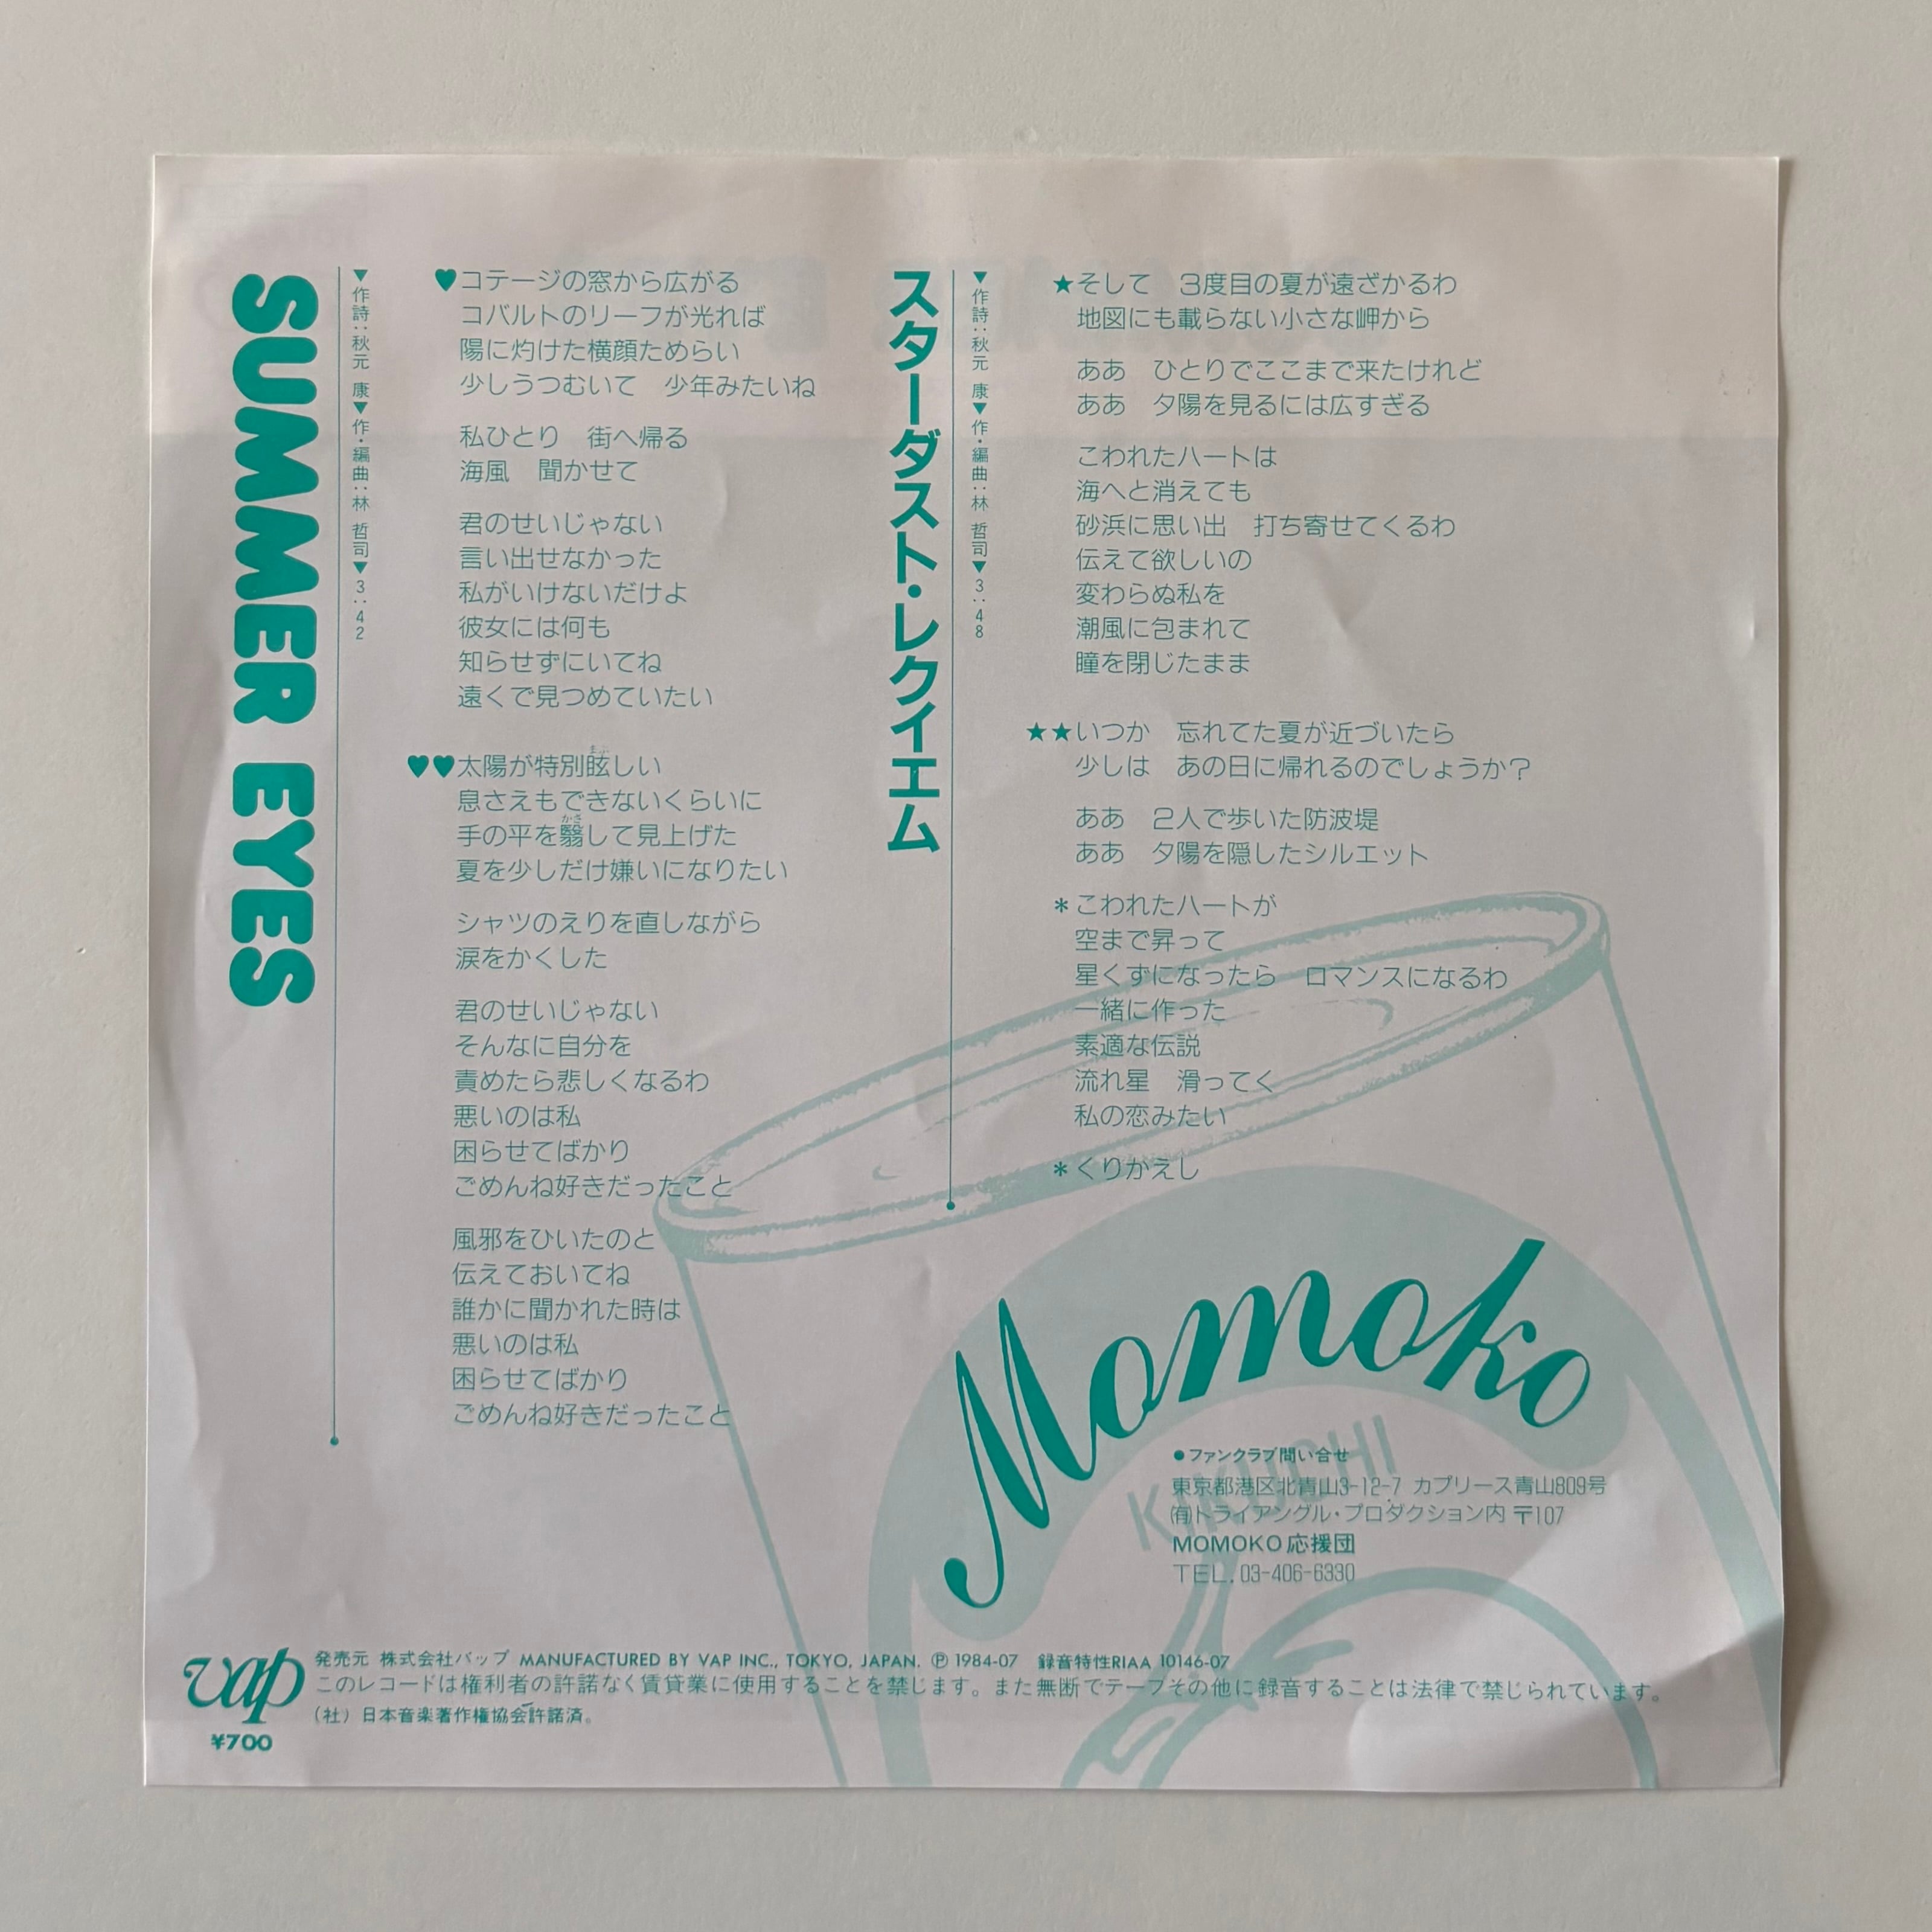 SUMMER EYES
▼作詩:秋元 康▼作・編曲:林 哲司▼3:42
♥コテージの窓から広がる
コバルトのリーフが光れば
陽に灼けた横顔ためらい
少しうつむいて　少年みたいね
私ひとり　街へ帰る
海風　聞かせて
君のせいじゃない
言い出せなかった
私がいけないだけよ
彼女には何も
知らせずにいてね
遠くで見つめていたい
♥♥太陽が特別眩しい
まぶ
息さえもできないくらいに
手の平を翳して見上げた
かざ
夏を少しだけ嫌いになりたい
シャツのえりを直しながら
涙をかくした
君のせいじゃない
そんなに自分を
責めたら悲しくなるわ
悪いのは私
困らせてばかり
ごめんね好きだったこと
風邪をひいたのと
伝えておいてね
誰かに聞かれた時は
悪いのは私
困らせてばかり
ごめんね好きだったこと
スターダスト・レクイエム
▼作詩:秋元 康▼作・編曲:林 哲司▼3:48
★そして　3度目の夏が遠ざかるわ
地図にも載らない小さな岬から
ああ　ひとりでここまで来たけれど
ああ　夕陽を見るには広すぎる
こわれたハートは
海へと消えても
砂浜に思い出　打ち寄せてくるわ
伝えて欲しいの
変わらぬ私を
潮風に包まれて
瞳を閉じたまま
★★いつか　忘れてた夏が近づいたら
少しは　あの日に帰れるのでしょうか?
ああ　2人で歩いた防波堤
ああ　夕陽を隠したシルエット
＊こわれたハートが
空まで昇って
星くずになったら　ロマンスになるわ
一緒に作った
素適な伝説
流れ星　滑ってく
私の恋みたい
＊くりかえし
Momoko
KIKUCHI
●ファンクラブ問い合せ
東京都港区北青山3-12-7 カプリース青山809号
㈲トライアングル・プロダクション内 〒107
MOMOKO応援団
TEL. 03-406-6330
vap
¥700
発売元 株式会社バップ MANUFACTURED BY VAP INC., TOKYO, JAPAN. Ⓟ 1984-07　録音特性RIAA 10146-07
このレコードは権利者の許諾なく賃貸業に使用することを禁じます。また無断でテープその他に録音することは法律で禁じられています。
(社) 日本音楽著作権協会許諾済。